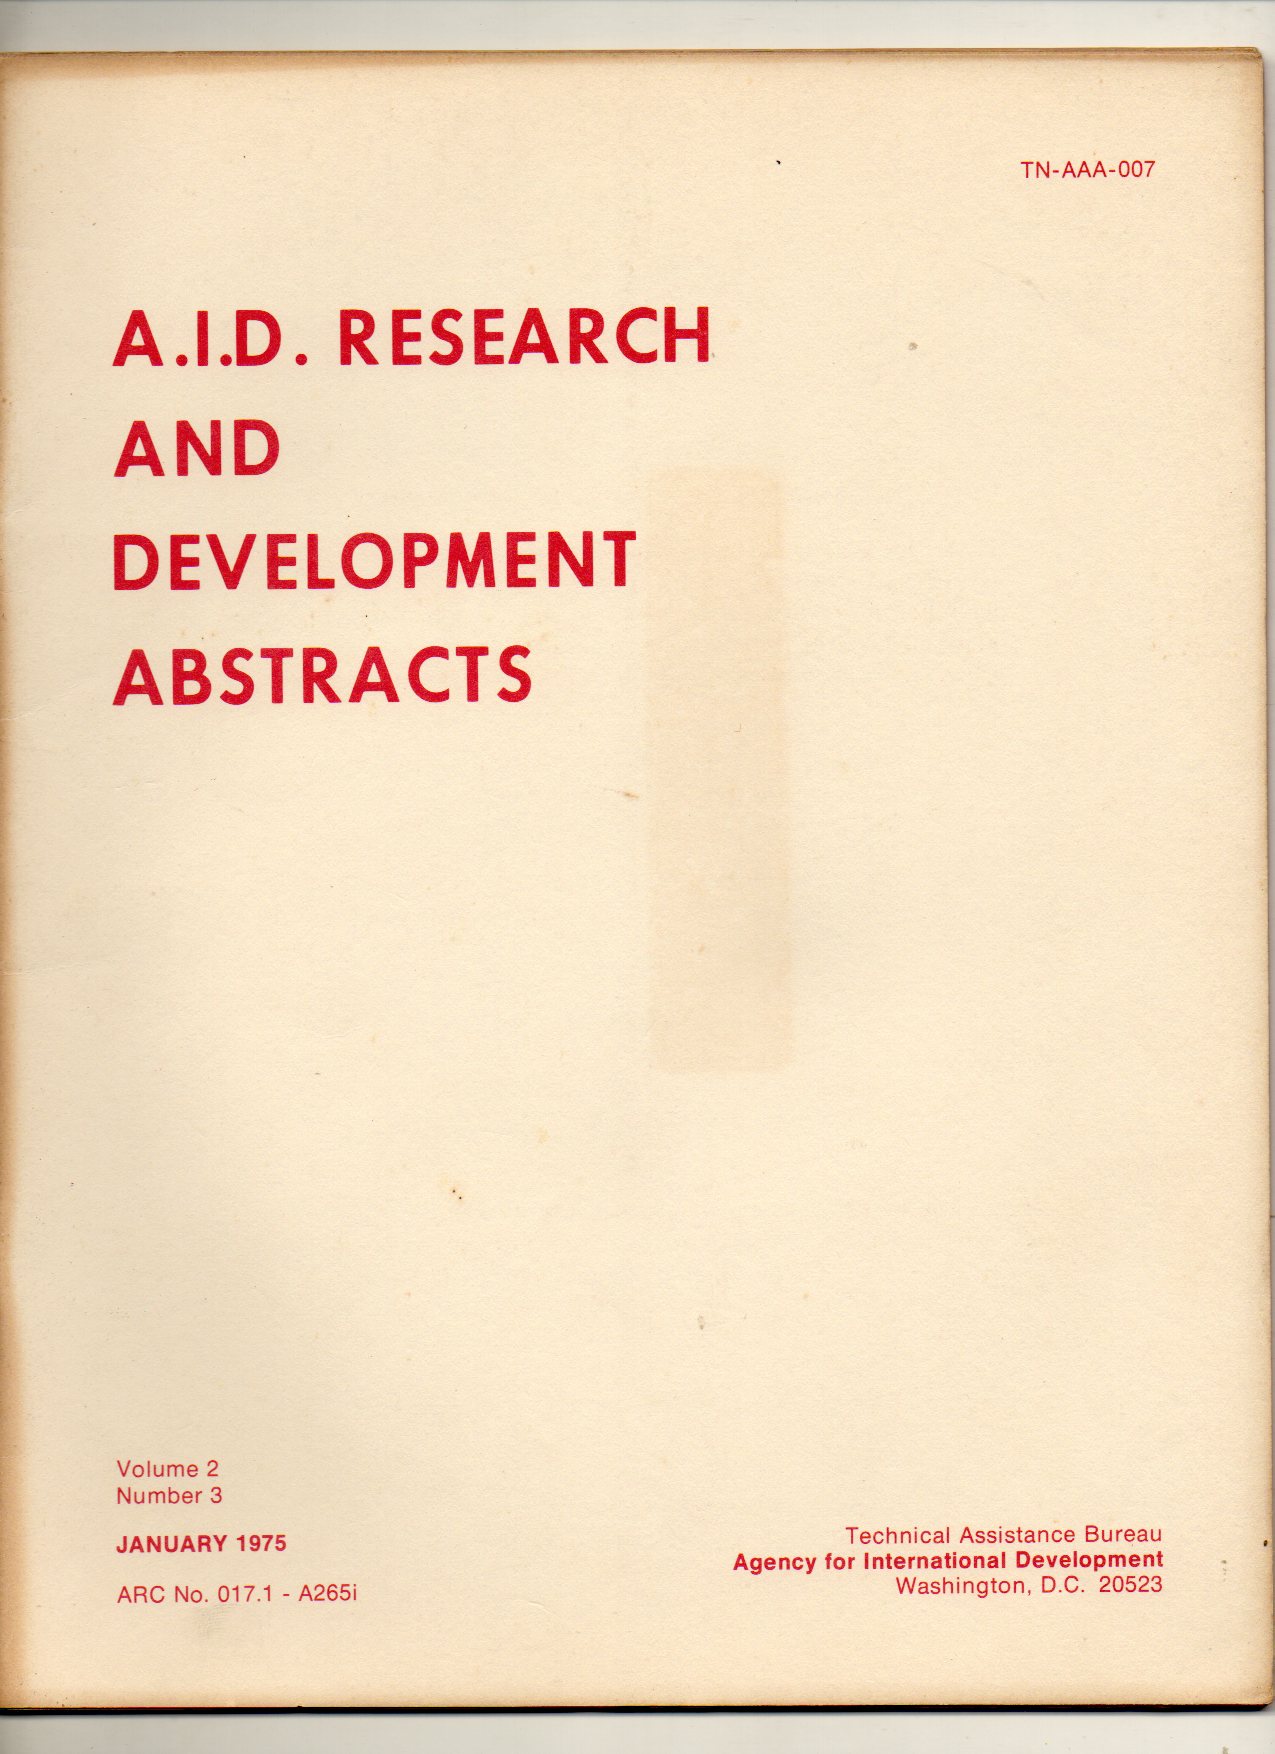 TN-AAA-007
A.I.D. RESEARCH
AND
DEVELOPMENT
ABSTRACTS
Volume 2
Number 3
JANUARY 1975
ARC No. 017.1 - A265i
Technical Assistance Bureau
Agency for International Development
Washington, D.C. 20523